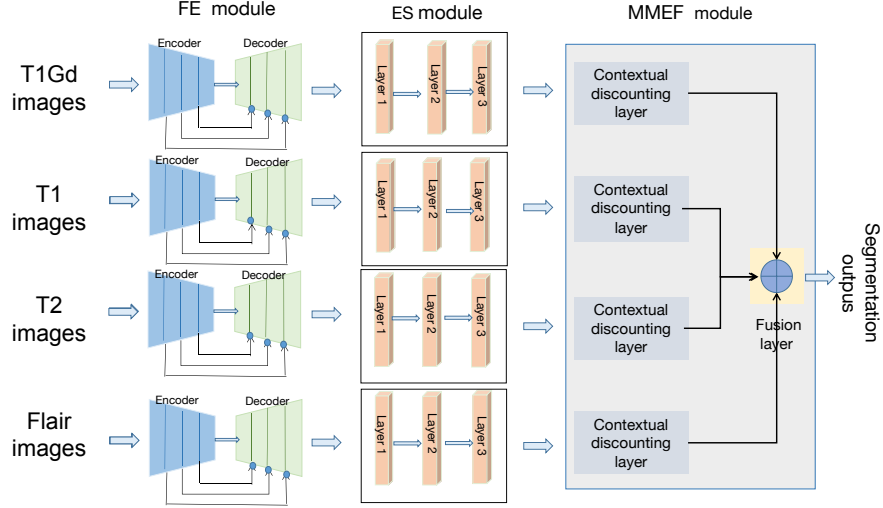 FE module
ES module
MMEF module
T1Gd
images
Encoder
Decoder
Layer 1
Layer 2
Layer 3
Contextual
discounting
layer
T1
images
Encoder
Decoder
Layer 1
Layer 2
Layer 3
Contextual
discounting
layer
T2
images
Encoder
Decoder
Layer 1
Layer 2
Layer 3
Contextual
discounting
layer
Flair
images
Encoder
Decoder
Layer 1
Layer 2
Layer 3
Contextual
discounting
layer
Fusion
layer
Segmentation
outpus